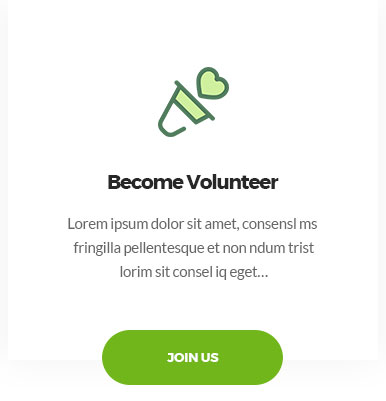 Become Volunteer
Lorem ipsum dolor sit amet, consensl ms
fringilla pellentesque et non ndum trist
lorim sit consel iq eget...
JOIN US